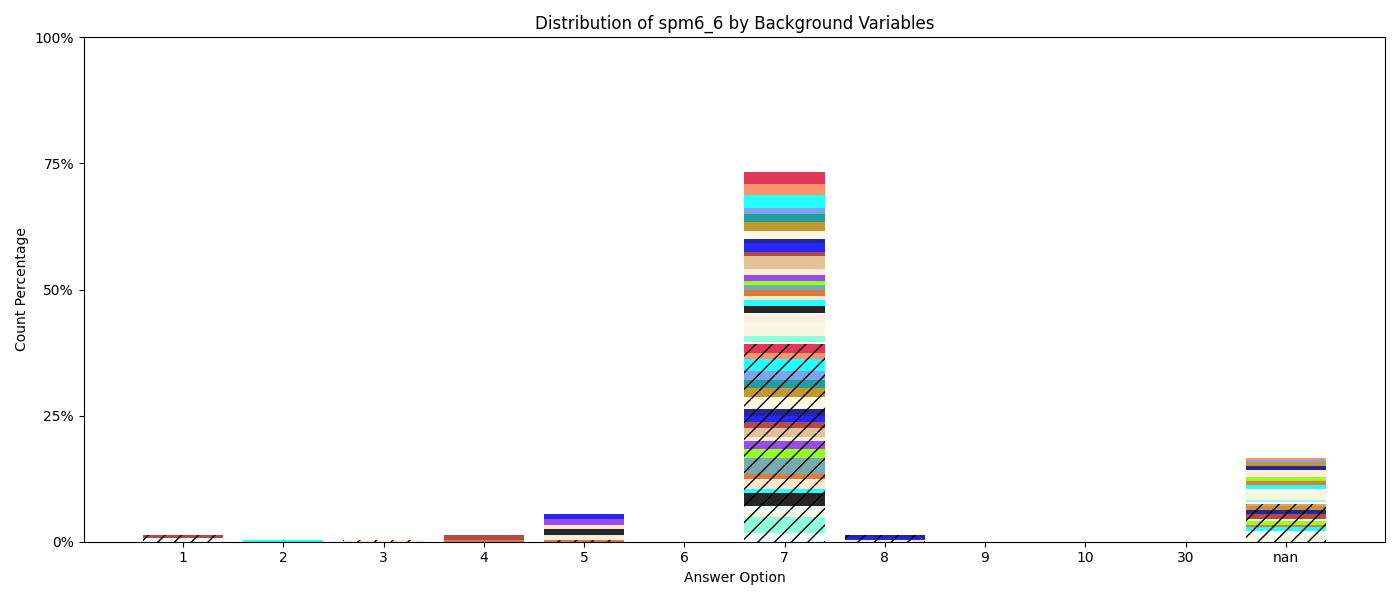 Distribution of spm6_6 by Background Variables
100%
75%
50%
25%
0%
Count Percentage
1 2 3 4 5 6 7 8 9 10 30 nan
Answer Option